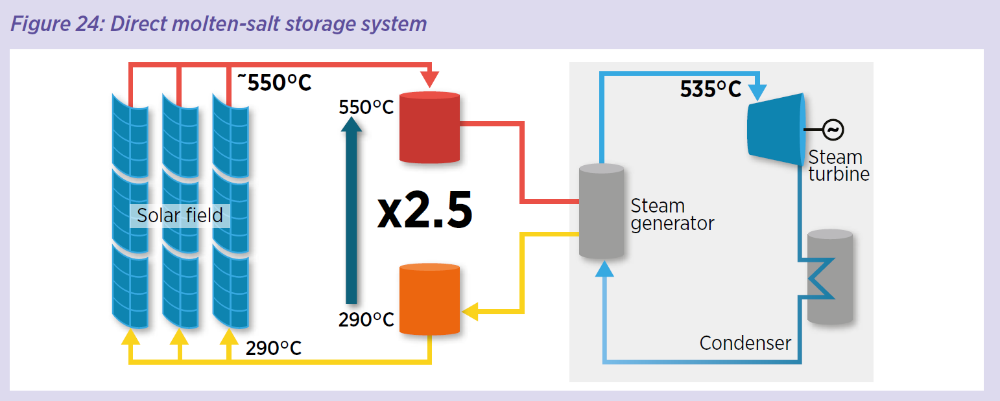 Figure 24: Direct molten-salt storage system
~550°C
535°C
550°C
Steam
turbine
x2.5
Solar field
Steam
generator
290°C
290°C
Condenser